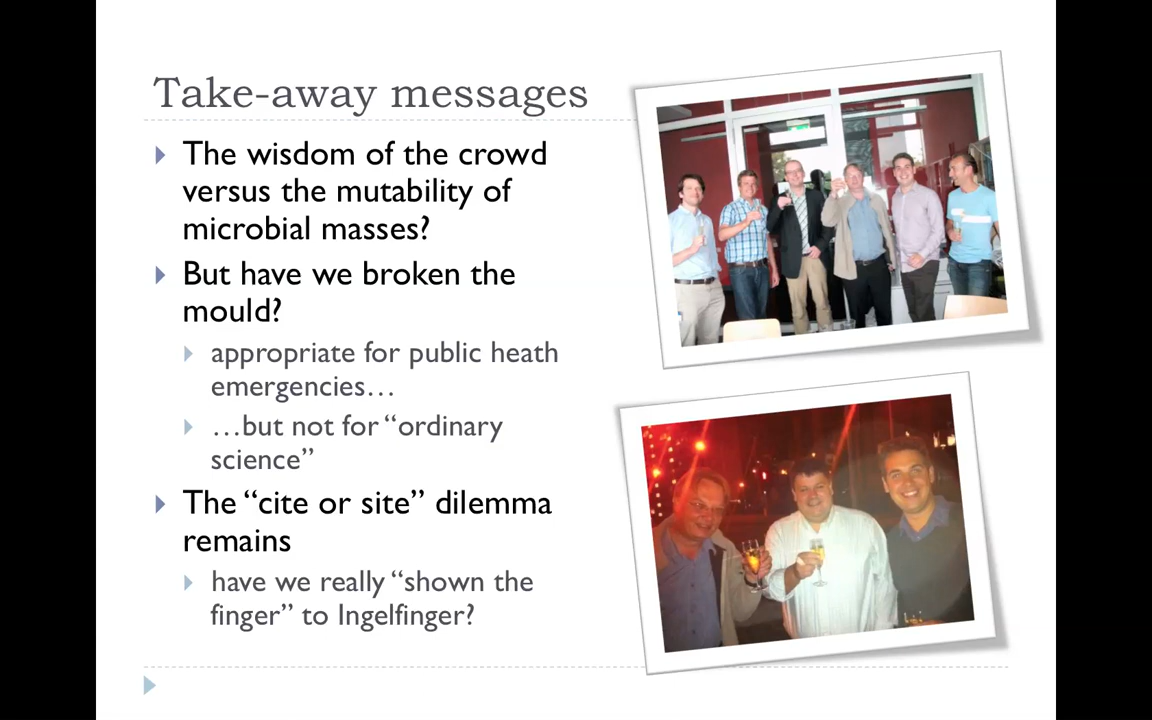 Take-away messages
The wisdom of the crowd
versus the mutability of
microbial masses?
But have we broken the
mould?
appropriate for public heath
emergencies…
…but not for “ordinary
science”
The “cite or site” dilemma
remains
have we really “shown the
finger” to Ingelfinger?